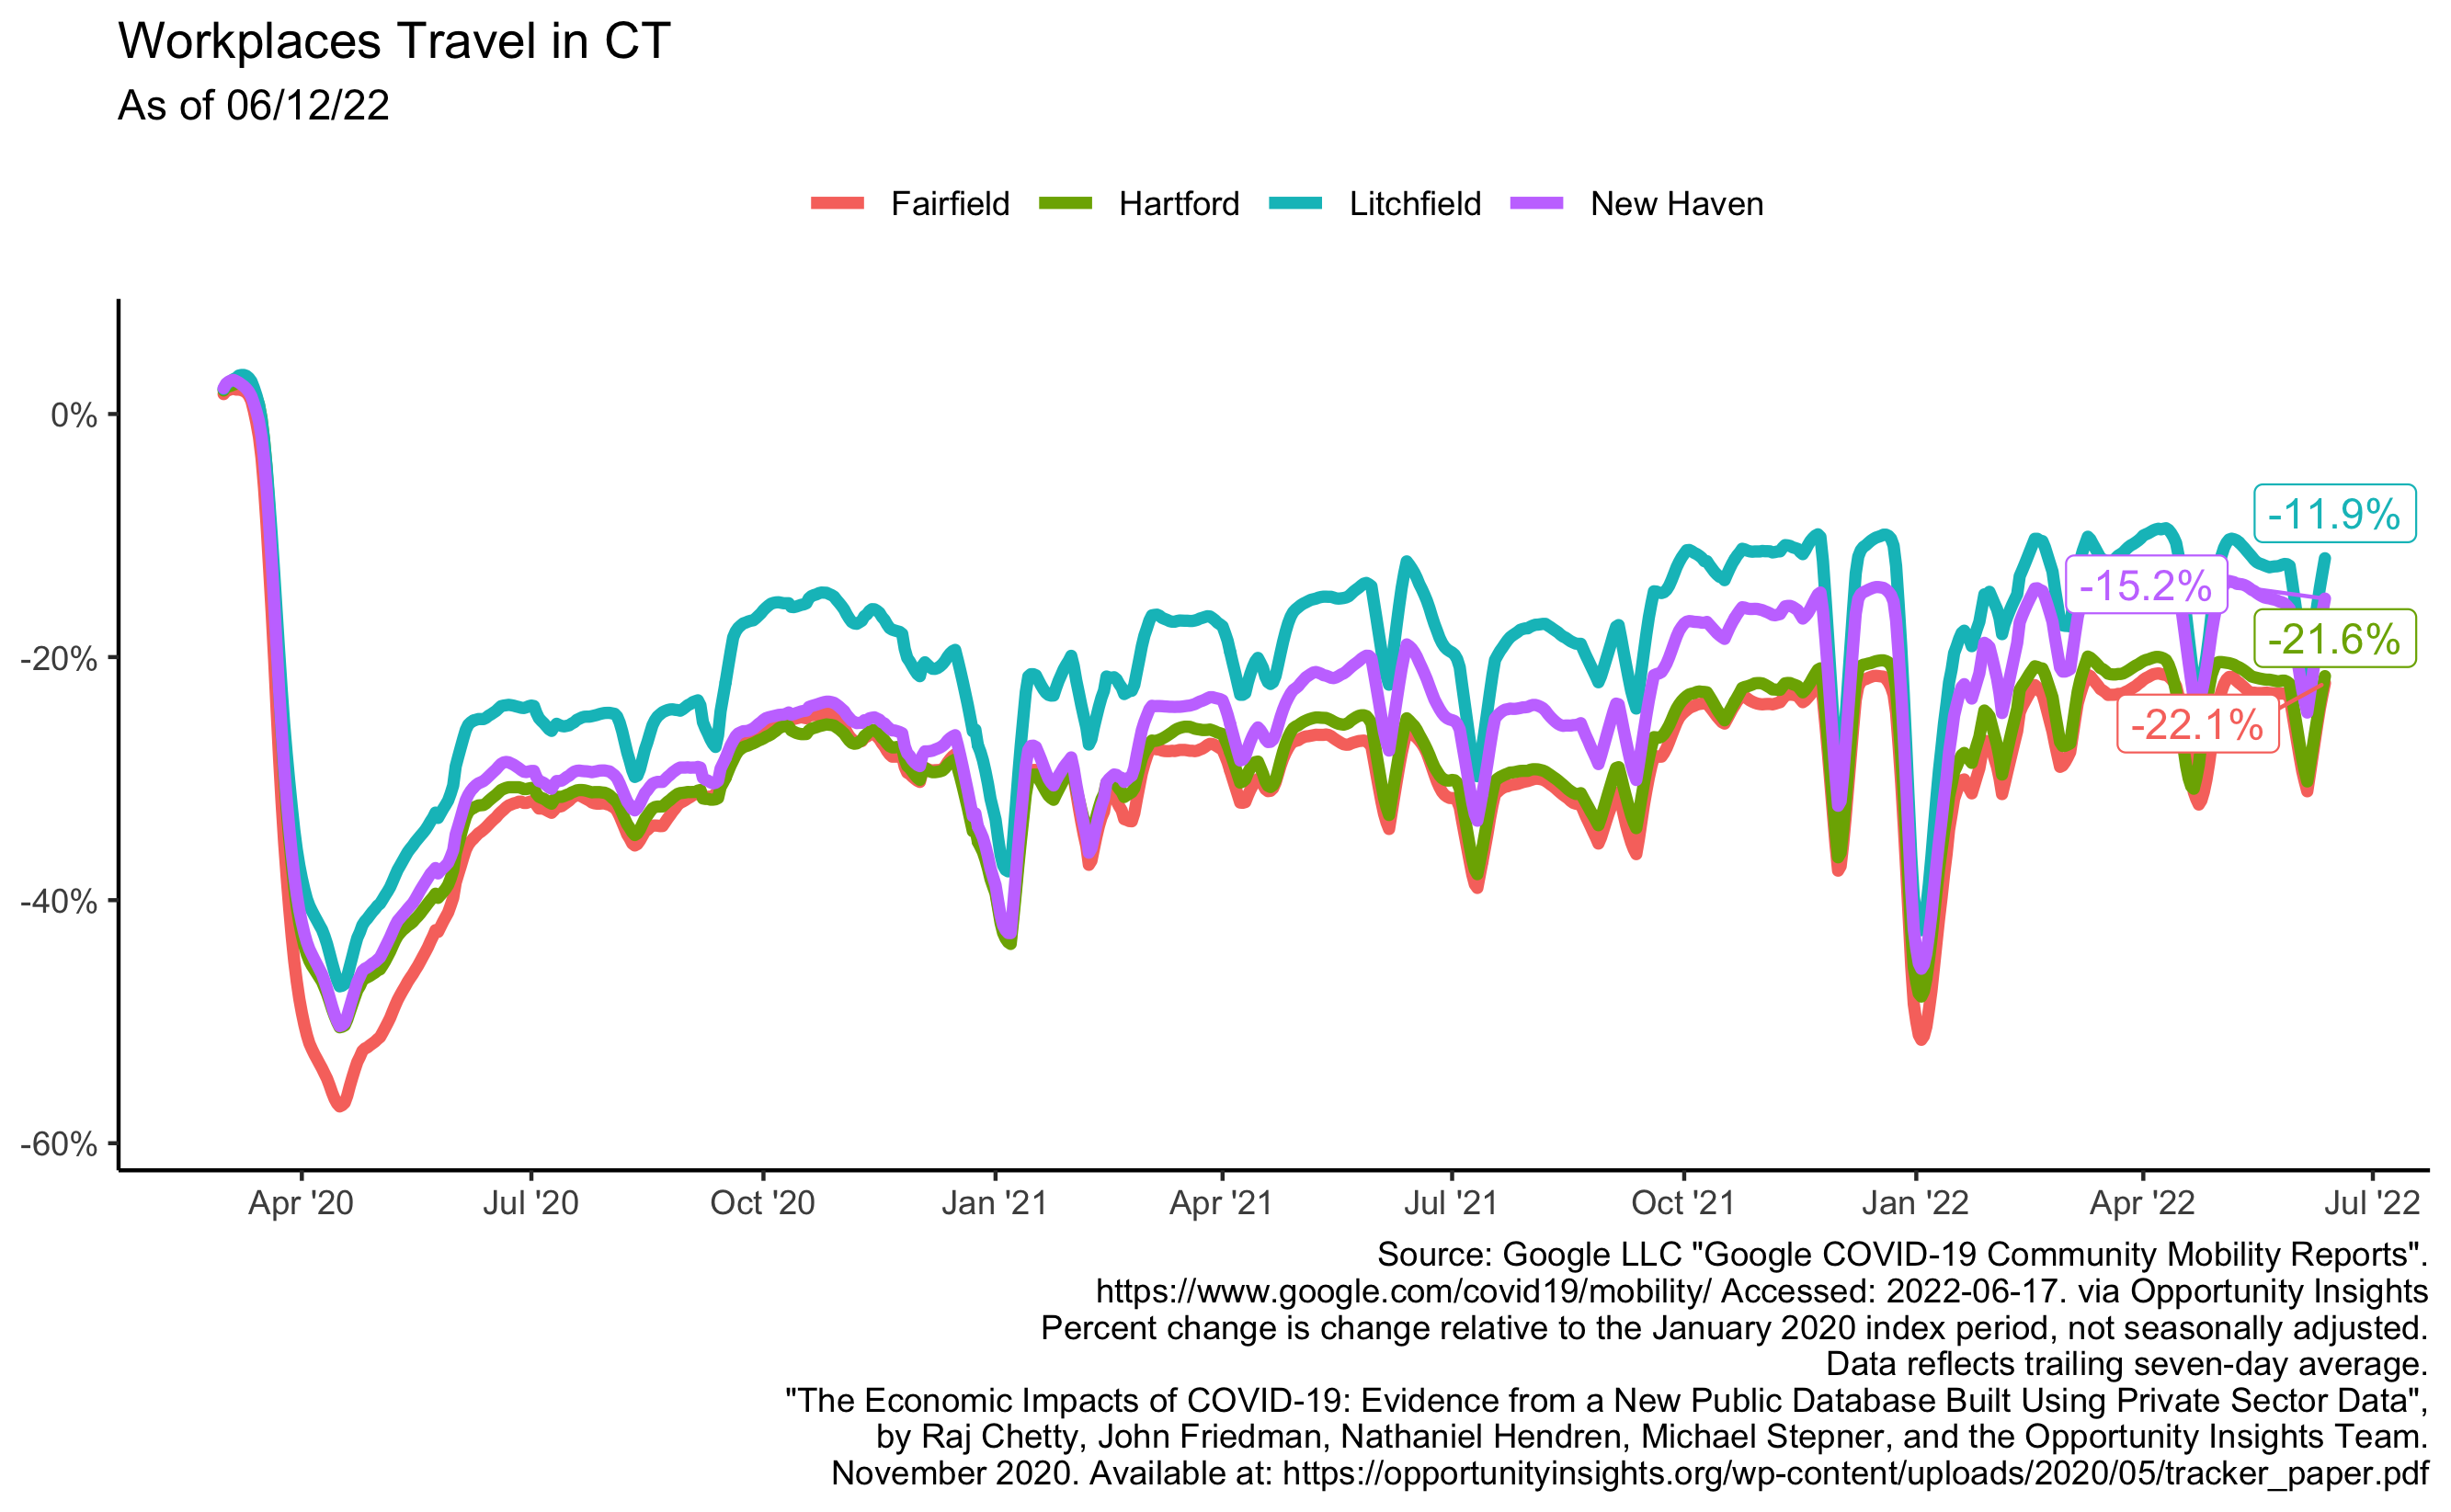 Workplaces Travel in CT
As of 06/12/22
Fairfield Hartford Litchfield New Haven
0%
-20%
-40%
-60%
-11.9%
-15.2%
-21.6%
-22.1%
Apr '20 Jul '20 Oct '20 Jan '21 Apr '21 Jul '21 Oct '21 Jan '22 Apr '22 Jul '22
Source: Google LLC "Google COVID-19 Community Mobility Reports".
https://www.google.com/covid19/mobility/ Accessed: 2022-06-17. via Opportunity Insights
Percent change is change relative to the January 2020 index period, not seasonally adjusted.
Data reflects trailing seven-day average.
"The Economic Impacts of COVID-19: Evidence from a New Public Database Built Using Private Sector Data",
by Raj Chetty, John Friedman, Nathaniel Hendren, Michael Stepner, and the Opportunity Insights Team.
November 2020. Available at: https://opportunityinsights.org/wp-content/uploads/2020/05/tracker_paper.pdf